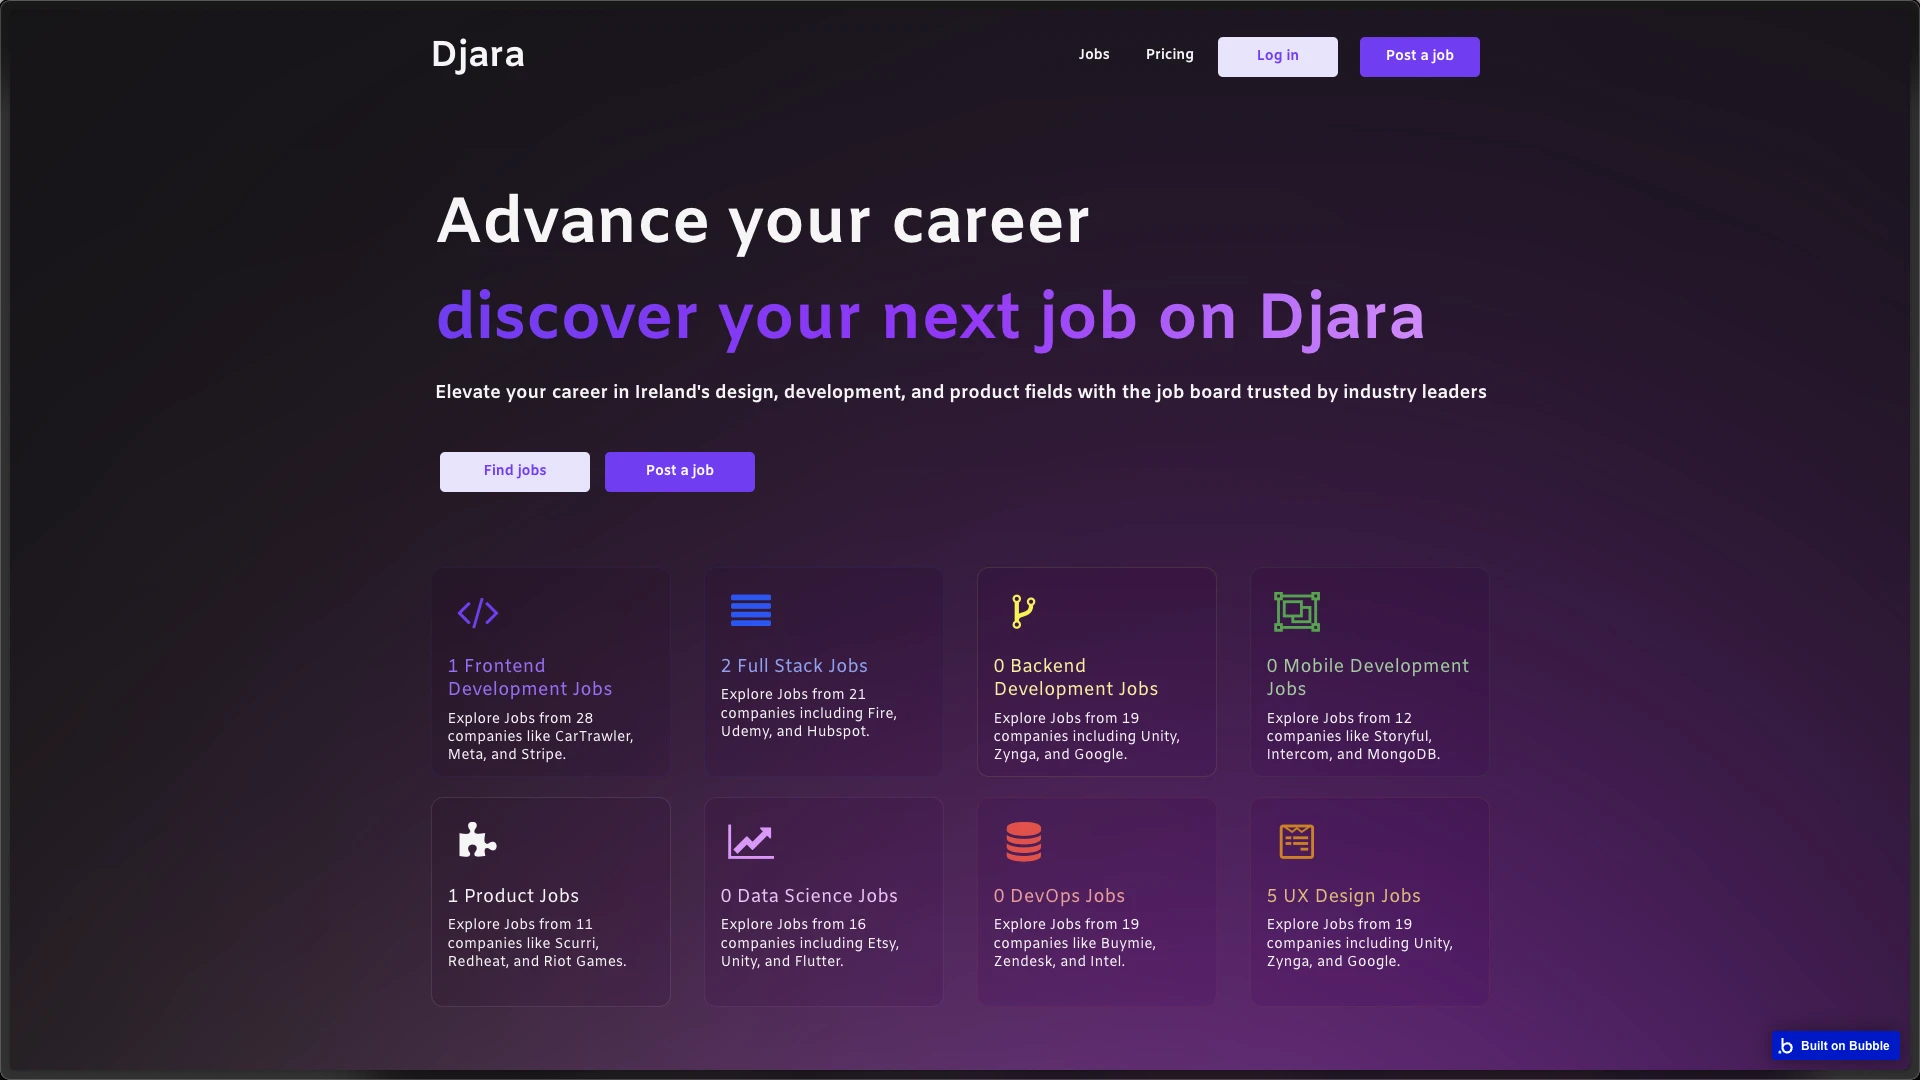 Djara
Jobs
Pricing
Log in
Post a job
Advance your career
discover your next job on Djara
Elevate your career in Ireland's design, development, and product fields with the job board trusted by industry leaders
Find jobs
Post a job
1 Frontend
Development Jobs
Explore Jobs from 28
companies like CarTrawler,
Meta, and Stripe.
2 Full Stack Jobs
Explore Jobs from 21
companies including Fire,
Udemy, and Hubspot.
0 Backend
Development Jobs
Explore Jobs from 19
companies including Unity,
Zynga, and Google.
0 Mobile Development
Jobs
Explore Jobs from 12
companies like Storyful,
Intercom, and MongoDB.
1 Product Jobs
Explore Jobs from 11
companies like Scurri,
Redheat, and Riot Games.
0 Data Science Jobs
Explore Jobs from 16
companies including Etsy,
Unity, and Flutter.
0 DevOps Jobs
Explore Jobs from 19
companies like Buymie,
Zendesk, and Intel.
5 UX Design Jobs
Explore Jobs from 19
companies including Unity,
Zynga, and Google.
Built on Bubble